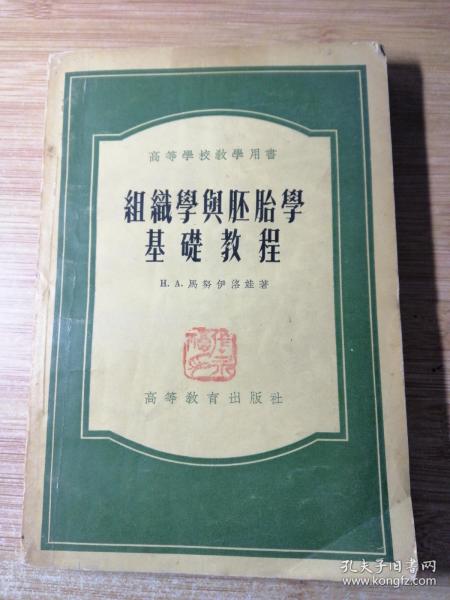 高等學校教學用書
組織學與胚胎學
基礎教程
Н. А. 馬努伊洛娃著
高等教育出版社
孔夫子旧书网
www.kongfz.com